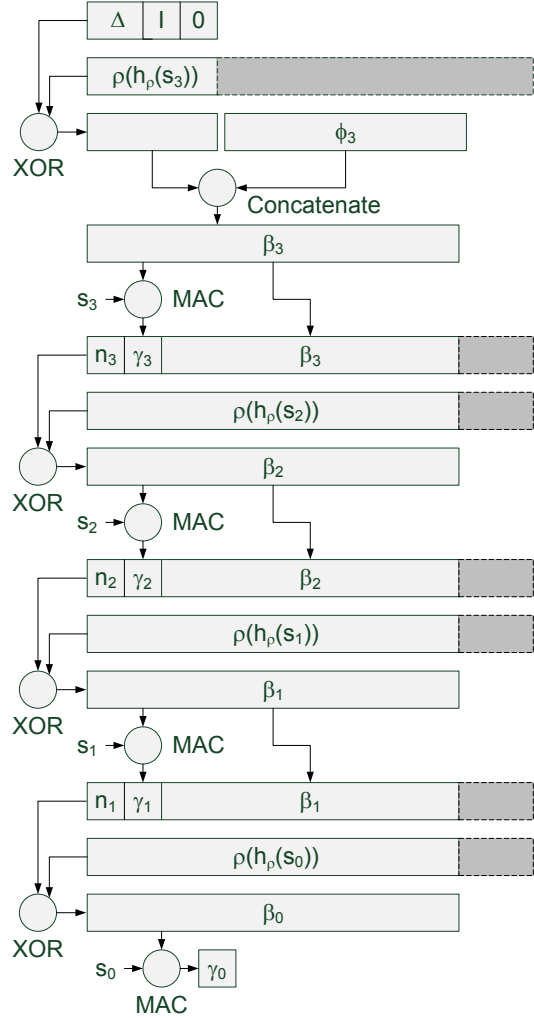 Δ I 0
ρ(hρ(s3))
XOR
ϕ3
Concatenate
β3
s3 MAC
n3 γ3 β3
ρ(hρ(s2))
XOR
β2
s2 MAC
n2 γ2 β2
ρ(hρ(s1))
XOR
β1
s1 MAC
n1 γ1 β1
ρ(hρ(s0))
XOR
β0
s0 γ0
MAC